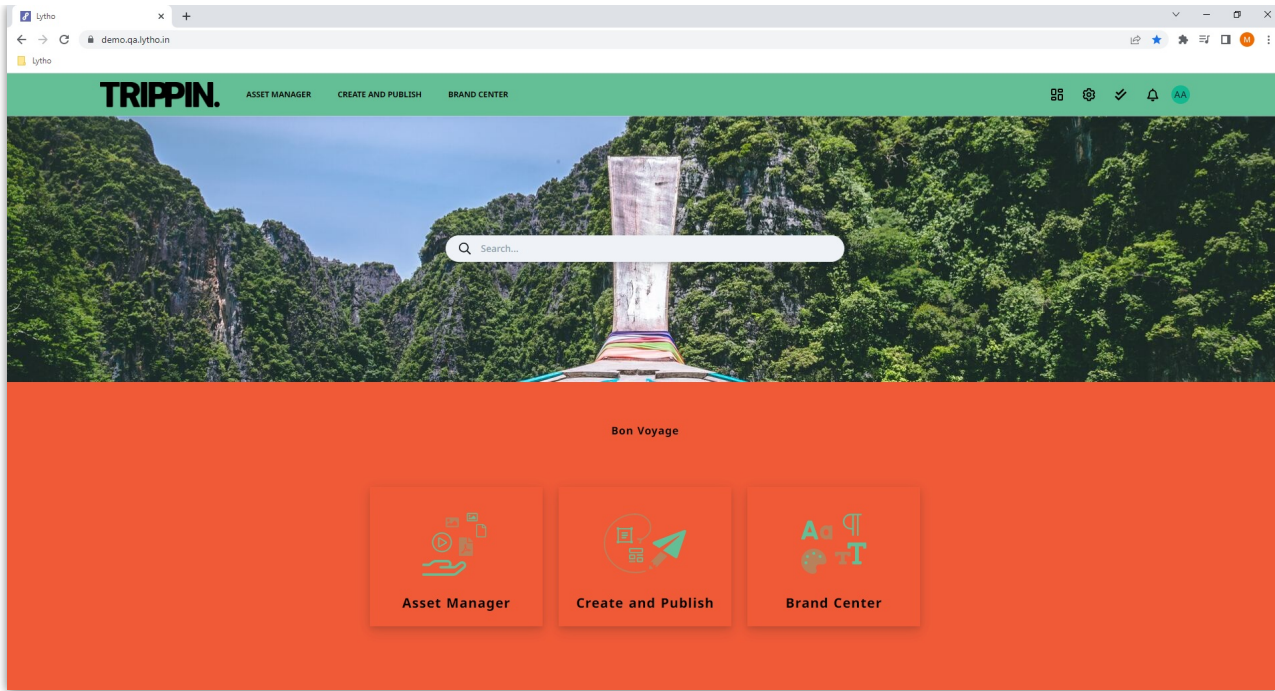 Lytho
demo.qa.lytho.in
M
Lytho
TRIPPIN. ASSET MANAGER CREATE AND PUBLISH BRAND CENTER AA
Search...
Bon Voyage
Asset Manager Create and Publish Brand Center